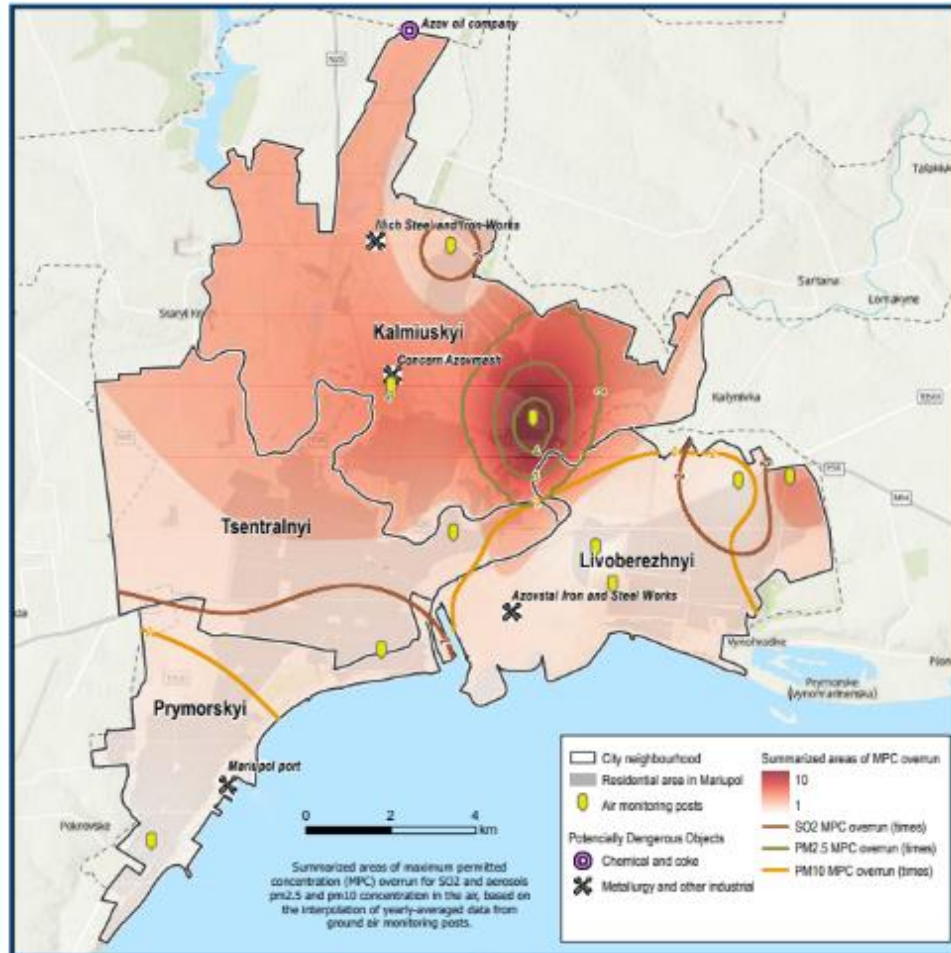 Azov oil company
Ilich Steel and Iron Works
Sartana
Lomakyne
Kalmiuskyi
Concern Azovmash
Kalynivka
Tsentralnyi
Livoberezhnyi
Azovstal Iron and Steel Works
Vynohradne
Prymorske
(Vynohradnenska)
Prymorskyi
Mariupol port
Pokrovske
0 2 4
km
Summarized areas of maximum permitted
concentration (MPC) overrun for SO2 and aerosols
pm2.5 and pm10 concentration in the air, based on
the interpolation of yearly-averaged data from
ground air monitoring posts.
City neighbourhood
Residential area in Mariupol
Air monitoring posts
Potencially Dengerous Objects
Chemical and coke
Metallurgy and other industrial
Summarized areas of MPC overrun
10
1
SO2 MPC overrun (times)
PM2.5 MPC overrun (times)
PM10 MPC overrun (times)